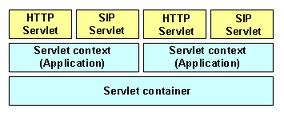 HTTP SIP HTTP SIP
Servlet Servlet Servlet Servlet
Servlet context Servlet context
(Application) (Application)
Servlet container